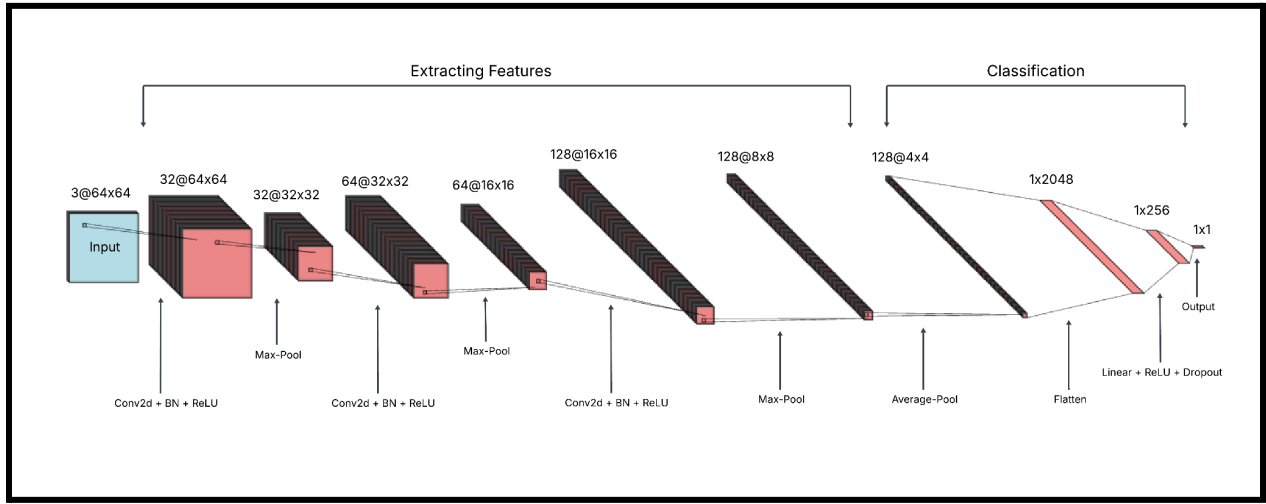 Extracting Features
Classification
3@64x64
32@64x64
32@32x32
64@32x32
64@16x16
128@16x16
128@8x8
128@4x4
1x2048
1x256
1x1
Input
Output
Conv2d + BN + ReLU
Max-Pool
Conv2d + BN + ReLU
Max-Pool
Conv2d + BN + ReLU
Max-Pool
Average-Pool
Flatten
Linear + ReLU + Dropout